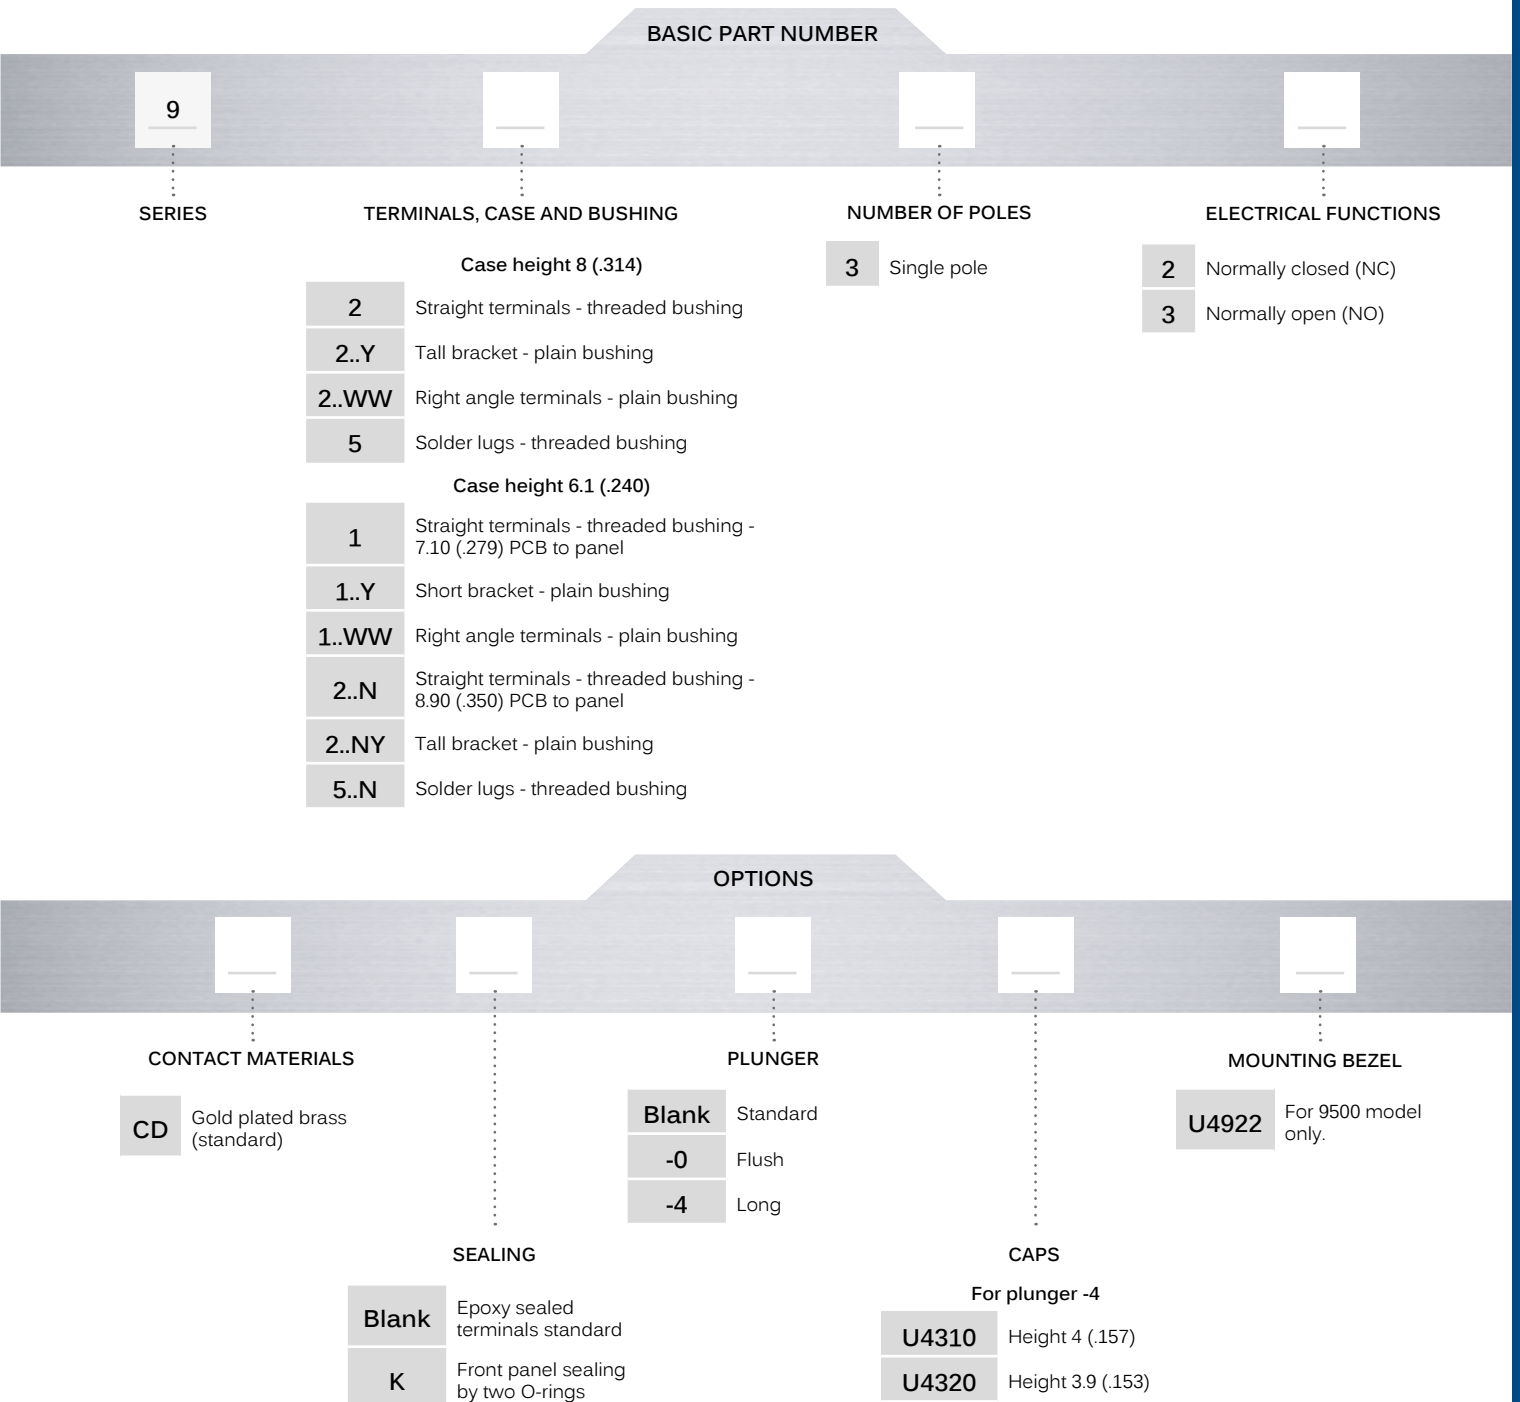 BASIC PART NUMBER
9
SERIES
TERMINALS, CASE AND BUSHING
NUMBER OF POLES
ELECTRICAL FUNCTIONS
Case height 8 (.314)
2 Straight terminals - threaded bushing
2..Y Tall bracket - plain bushing
2..WW Right angle terminals - plain bushing
5 Solder lugs - threaded bushing
Case height 6.1 (.240)
1 Straight terminals - threaded bushing -
7.10 (.279) PCB to panel
1..Y Short bracket - plain bushing
1..WW Right angle terminals - plain bushing
2..N Straight terminals - threaded bushing -
8.90 (.350) PCB to panel
2..NY Tall bracket - plain bushing
5..N Solder lugs - threaded bushing
3 Single pole
2 Normally closed (NC)
3 Normally open (NO)
OPTIONS
CONTACT MATERIALS
CD Gold plated brass
(standard)
SEALING
Blank Epoxy sealed
terminals standard
K Front panel sealing
by two O-rings
PLUNGER
Blank Standard
-0 Flush
-4 Long
CAPS
For plunger -4
U4310 Height 4 (.157)
U4320 Height 3.9 (.153)
MOUNTING BEZEL
U4922 For 9500 model
only.